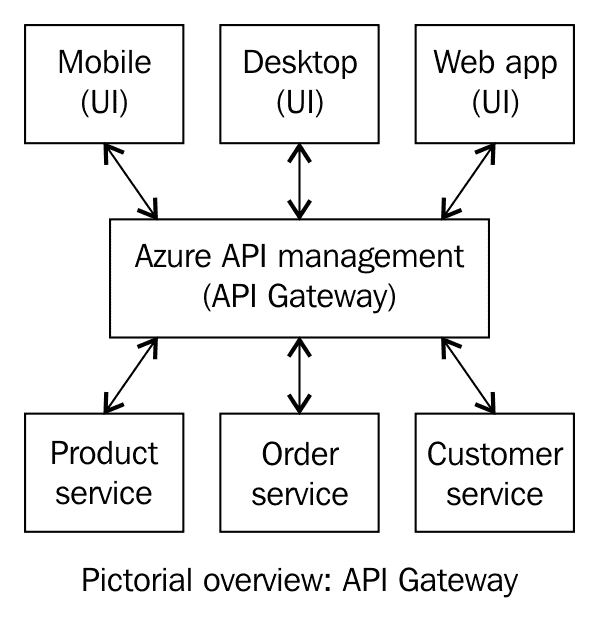 Mobile
(UI)
Desktop
(UI)
Web app
(UI)
Azure API management
(API Gateway)
Product
service
Order
service
Customer
service
Pictorial overview: API Gateway